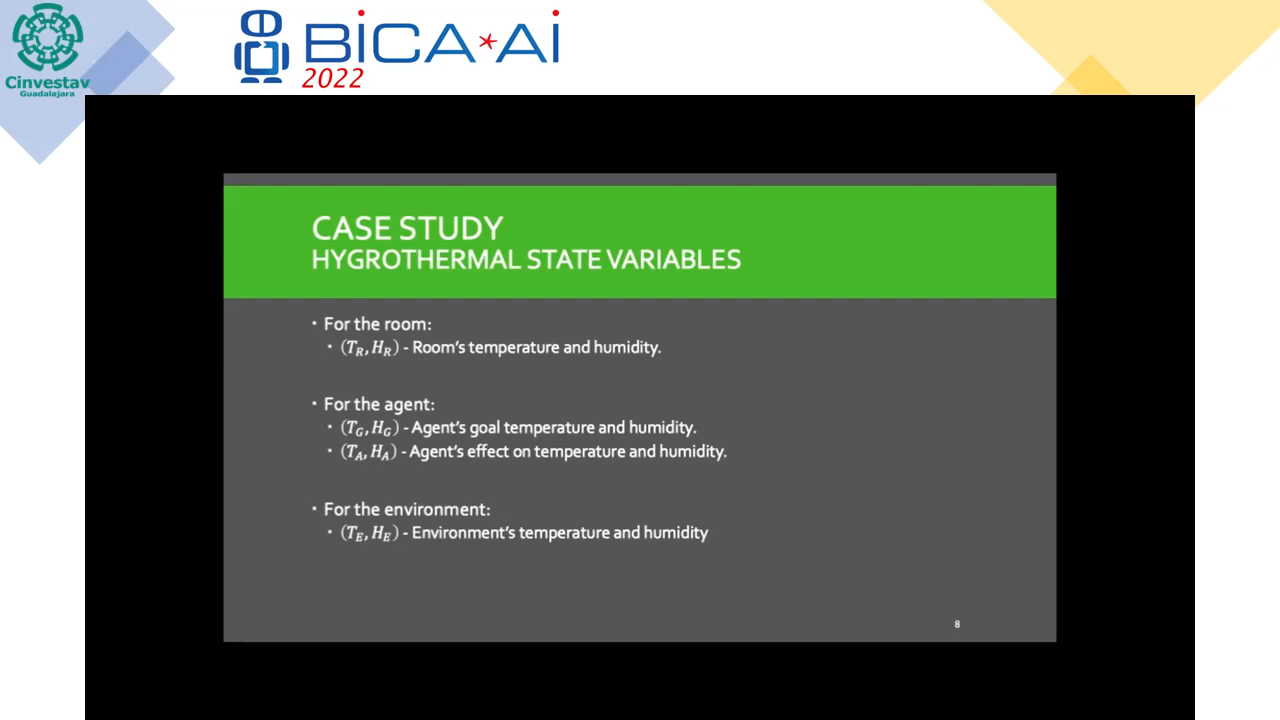 Cinvestav
Guadalajara
BiCA*Ai
2022
CASE STUDY
HYGROTHERMAL STATE VARIABLES
· For the room:
· (T_R, H_R) - Room's temperature and humidity.
· For the agent:
· (T_G, H_G) - Agent's goal temperature and humidity.
· (T_A, H_A) - Agent's effect on temperature and humidity.
· For the environment:
· (T_E, H_E) - Environment's temperature and humidity
8